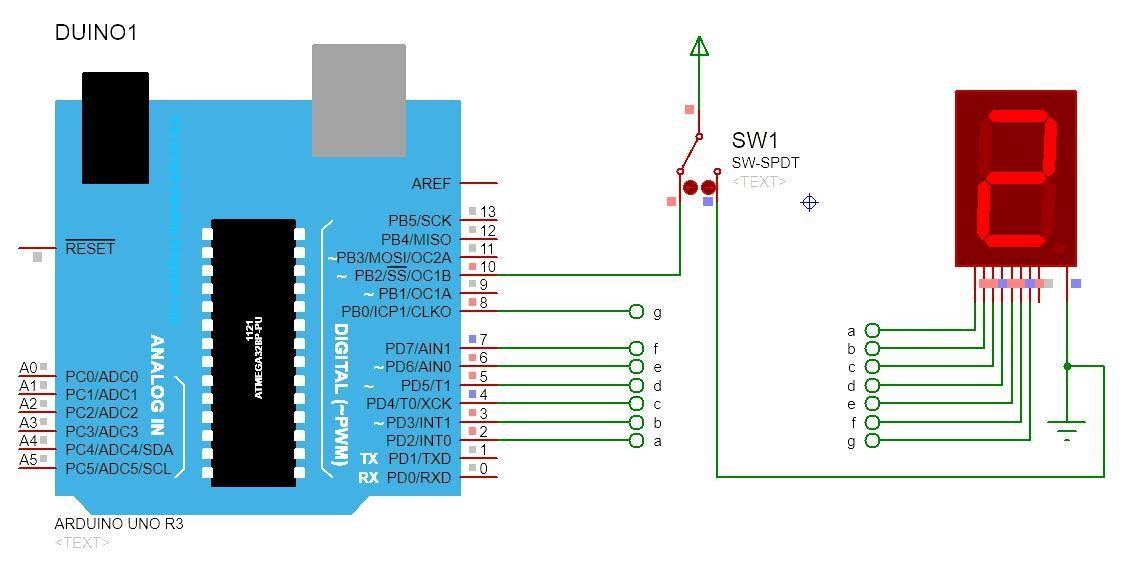 DUINO1
SW1
SW-SPDT
<TEXT>
AREF
13
PB5/SCK
12
PB4/MISO
11
~PB3/MOSI/OC2A
RESET
10
~ PB2/SS/OC1B
9
~ PB1/OC1A
8
PB0/ICP1/CLKO
g
7
PD7/AIN1
f
6
~PD6/AIN0
e
5
~ PD5/T1
d
4
PD4/T0/XCK
c
3
~PD3/INT1
b
2
PD2/INT0
a
1
TX PD1/TXD
0
RX PD0/RXD
1121
ATMEGA328P-PU
DIGITAL (~PWM)
ANALOG IN
A0
PC0/ADC0
A1
PC1/ADC1
A2
PC2/ADC2
A3
PC3/ADC3
A4
PC4/ADC4/SDA
A5
PC5/ADC5/SCL
ARDUINO UNO R3
<TEXT>
2
a
b
c
d
e
f
g